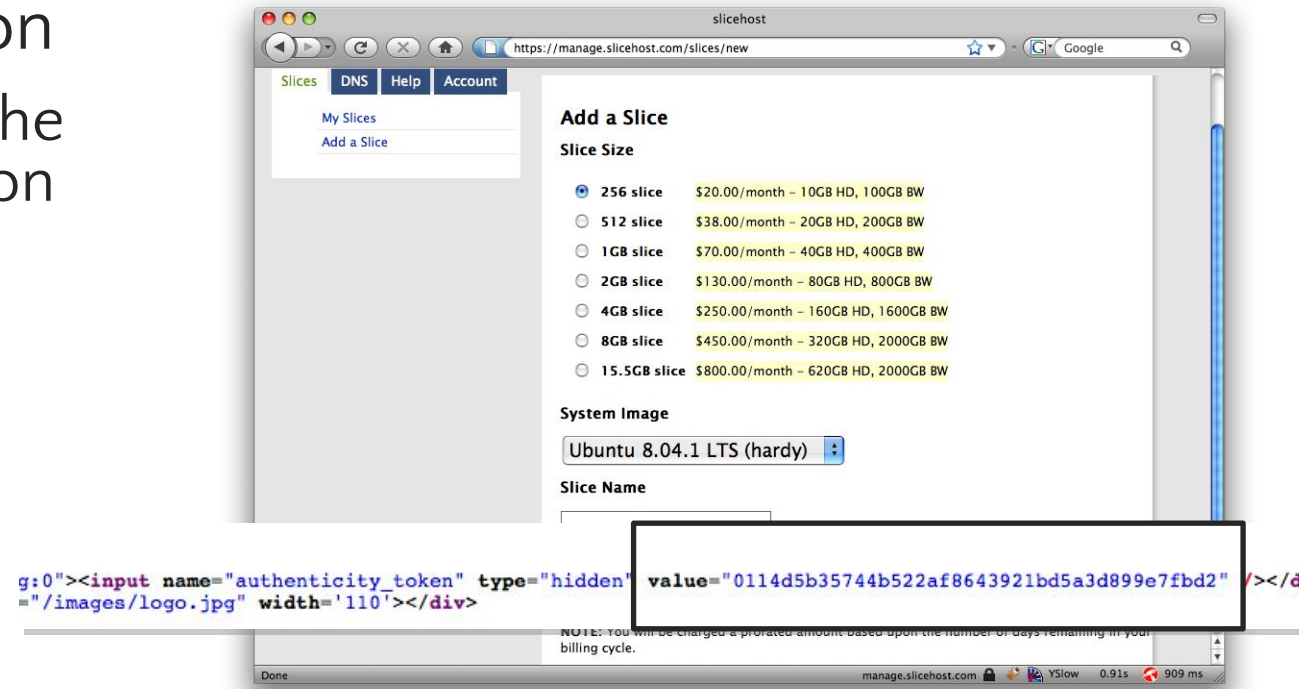 on
he
on
slicehost
https://manage.slicehost.com/slices/new
Google
Slices DNS Help Account
My Slices
Add a Slice
Add a Slice
Slice Size
256 slice $20.00/month – 10GB HD, 100GB BW
512 slice $38.00/month – 20GB HD, 200GB BW
1GB slice $70.00/month – 40GB HD, 400GB BW
2GB slice $130.00/month – 80GB HD, 800GB BW
4GB slice $250.00/month – 160GB HD, 1600GB BW
8GB slice $450.00/month – 320GB HD, 2000GB BW
15.5GB slice $800.00/month – 620GB HD, 2000GB BW
System Image
Ubuntu 8.04.1 LTS (hardy)
Slice Name
g:0"><input name="authenticity_token" type="hidden" value="0114d5b35744b522af8643921bd5a3d899e7fbd2" /></d
="/images/logo.jpg" width='110'></div>
NOTE: You will be charged a prorated amount based upon the number of days remaining in your
billing cycle.
Done manage.slicehost.com YSlow 0.91s 909 ms